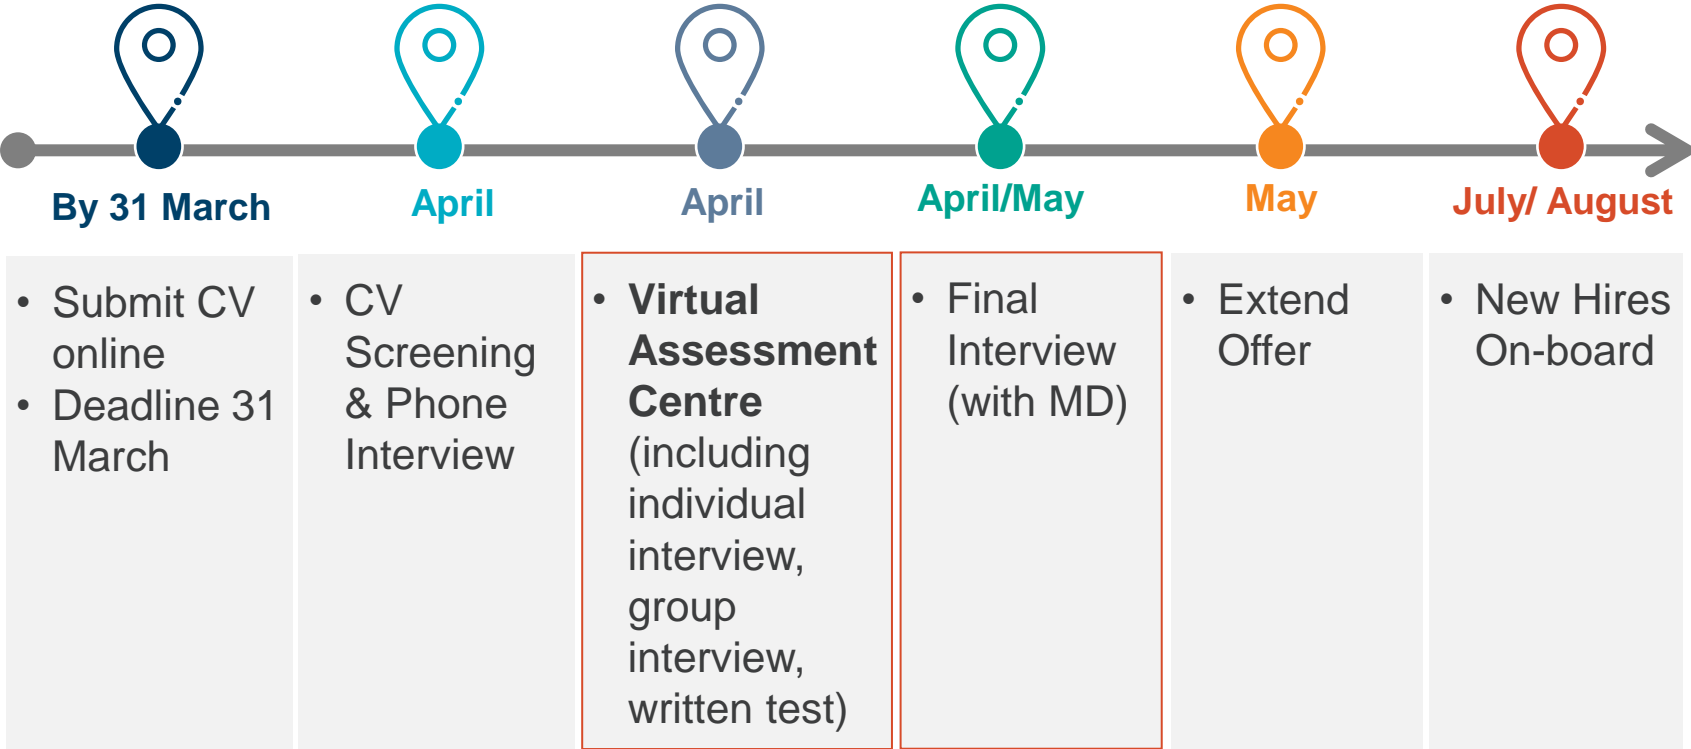 By 31 March
April
April
April/May
May
July/ August
• Submit CV
online
• Deadline 31
March
• CV
Screening
& Phone
Interview
• Virtual
Assessment
Centre
(including
individual
interview,
group
interview,
written test)
• Final
Interview
(with MD)
• Extend
Offer
• New Hires
On-board